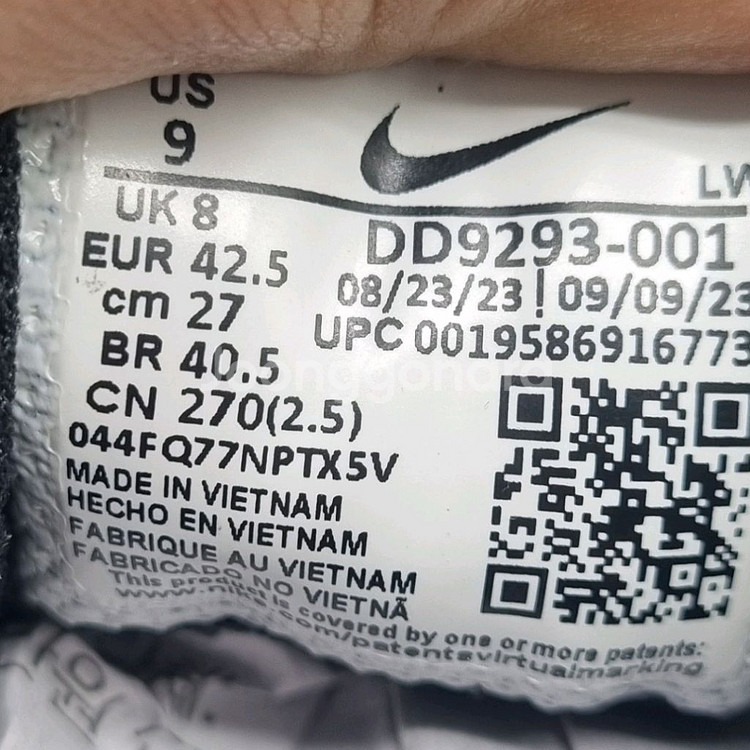 US
9
LW
UK 8
DD9293-001
EUR 42.5
08/23/23 | 09/09/23
cm 27
UPC 0019586916773
BR 40.5
Joonggonara
CN 270(2.5)
044FQ77NPTX5V
MADE IN VIETNAM
HECHO EN VIETNAM
FABRIQUE AU VIETNAM
FABRICADO NO VIETNÃ
This product is covered by one or more patents:
www.nike.com/patentsvirtualmarking